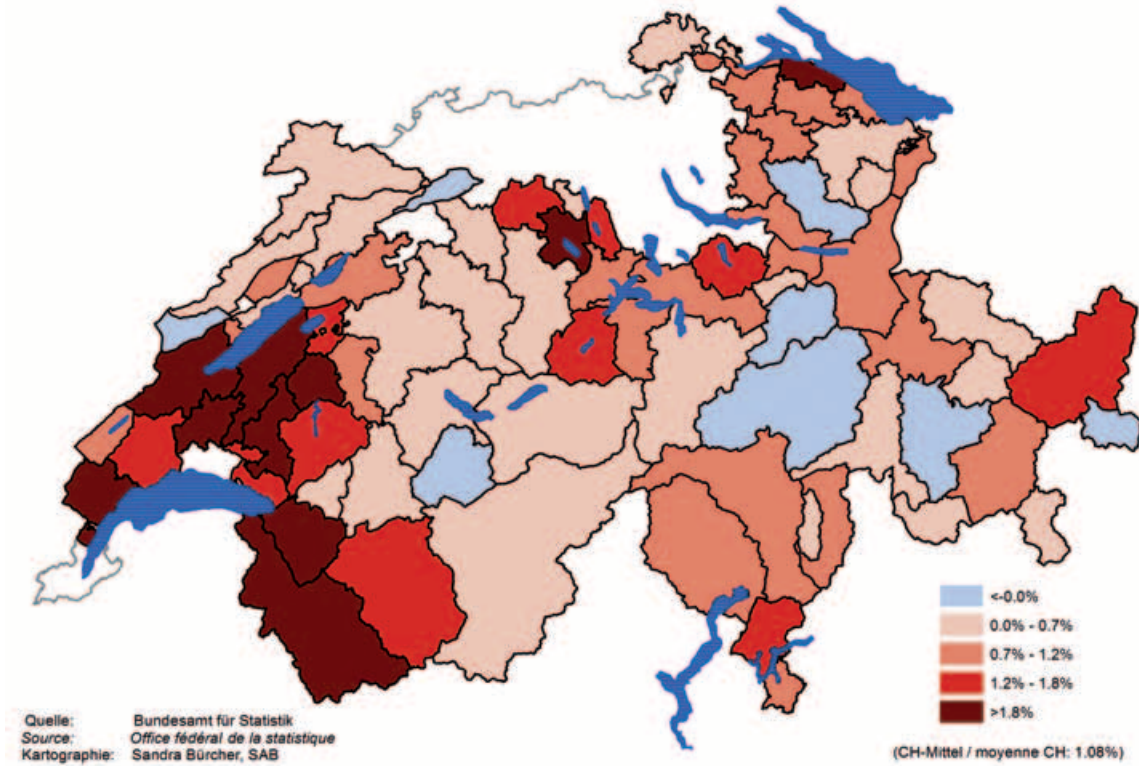 <-0.0%
0.0% - 0.7%
0.7% - 1.2%
1.2% - 1.8%
>1.8%
Quelle: Bundesamt für Statistik
Source: Office fédéral de la statistique
Kartographie: Sandra Bürcher, SAB
(CH-Mittel / moyenne CH: 1.08%)